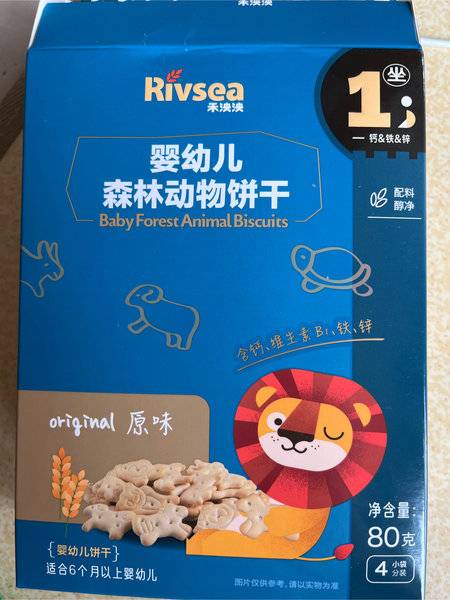 Rivsea
禾泱泱
坐
1
钙&铁&锌
婴幼儿
森林动物饼干
Baby Forest Animal Biscuits
配料
醇净
含钙、维生素B₁、铁、锌
original 原味
净含量:
80克
4 小袋
分装
{婴幼儿饼干}
适合6个月以上婴幼儿
图片仅供参考,请以实物为准